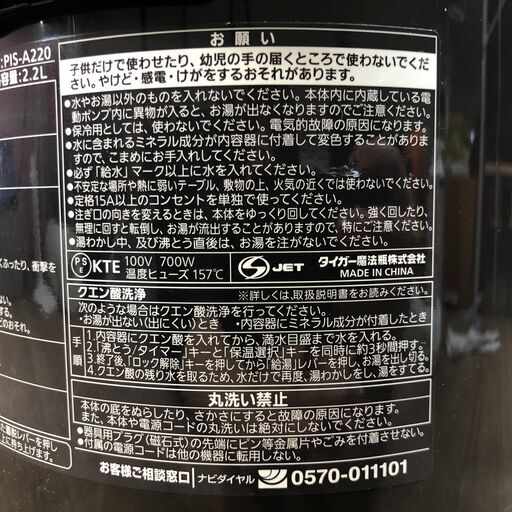 :PIS-A220
容量:2.2L
お願い
子供だけで使わせたり、幼児の手の届くところで使わないでください。
やけど・感電・けがをするおそれがあります。
●水やお湯以外のものを入れないでください。本体内に内蔵している電
動ポンプ内に異物が入ると、お湯が出なくなりますのでご注意ください。
●保冷用としては、使わないでください。電気的故障の原因になります。
●水に含まれるミネラル成分が内容器に付着して変色することがありま
すので、こまめにお手入れしてください。
●必ず「給水」マーク以上に水を入れてください。
●不安定な場所や熱に弱いテーブル、敷物の上、火気の近くでは使わないでください。
●定格15A以上のコンセントを単独で使ってください。
●注ぎ口の向きを変えるときは、本体をゆっくり回してください。強く回したり、
無理に回すと転倒し、お湯が流出することがありますので、特に注意してください。
●湯わかし中、及び沸とう直後は、お湯を注がないでください。
PSE KTE 100V 700W
温度ヒューズ 157℃
S JET
タイガー魔法瓶株式会社
MADE IN CHINA
クエン酸洗浄
※詳しくは、取扱説明書をお読みください。
次のような場合はクエン酸洗浄を行ってください。
・お湯が出ない(出にくい)とき ・内容器にミネラル成分が付着したとき
手順
1.内容器にクエン酸を入れてから、満水目盛まで水を入れる。
2.「沸とう/タイマー」キーと「保温選択」キーを同時に約3秒間押す。
3.終了後、「ロック解除」キーを押してから「給湯」レバーを押し、お湯を出し切る。
4.クエン酸の残り水を取るため、水だけで再度、湯わかしをし、湯をすてる。
丸洗い禁止
本体の底をぬらしたり、さかさにすると故障の原因になります。
本体や電源コードの丸洗いは絶対にしないでください。
●器具用プラグ(磁石式)の先端にピン等金属片やごみを付着させない。
●付属の電源コードは他の機器に転用しない。
お客様ご相談窓口 ナビダイヤル 0570-011101
くふったり、衝撃を